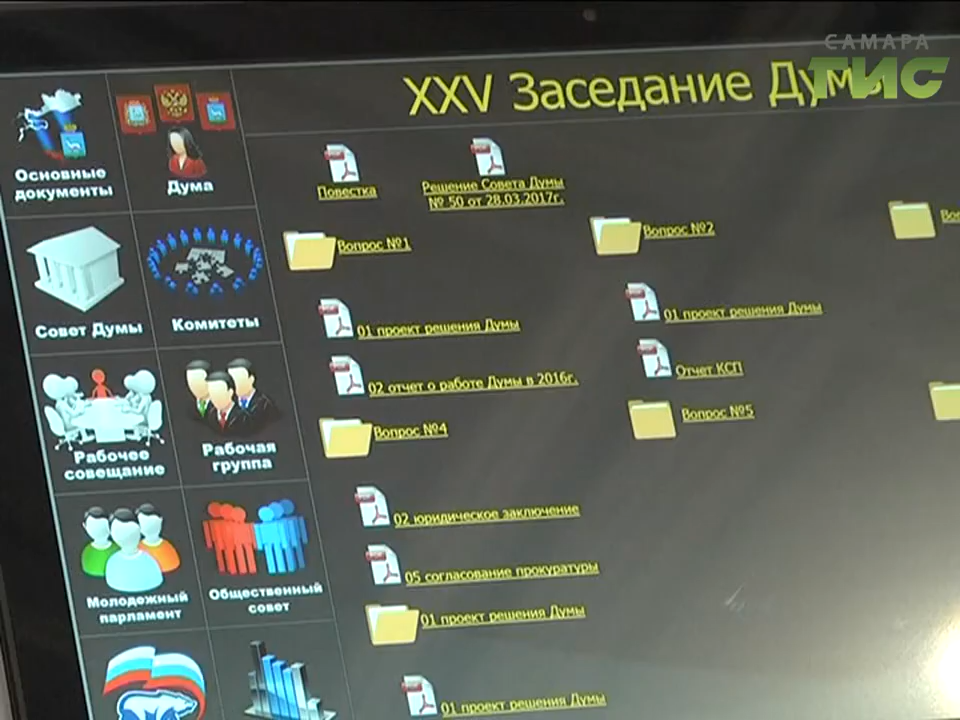 САМАРА
ТИС
XXV Заседание Думы
Основные
документы
Дума
Совет Думы
Комитеты
Рабочее
совещание
Рабочая
группа
Молодежный
парламент
Общественный
совет
Повестка
Решение Совета Думы
№ 50 от 28.03.2017г.
Вопрос №1
Вопрос №2
01 проект решения Думы
01 проект решения Думы
02 отчет о работе Думы в 2016г.
Отчет КСП
Вопрос №4
Вопрос №5
02 юридическое заключение
05 согласование прокуратуры
01 проект решения Думы
01 проект решения Думы